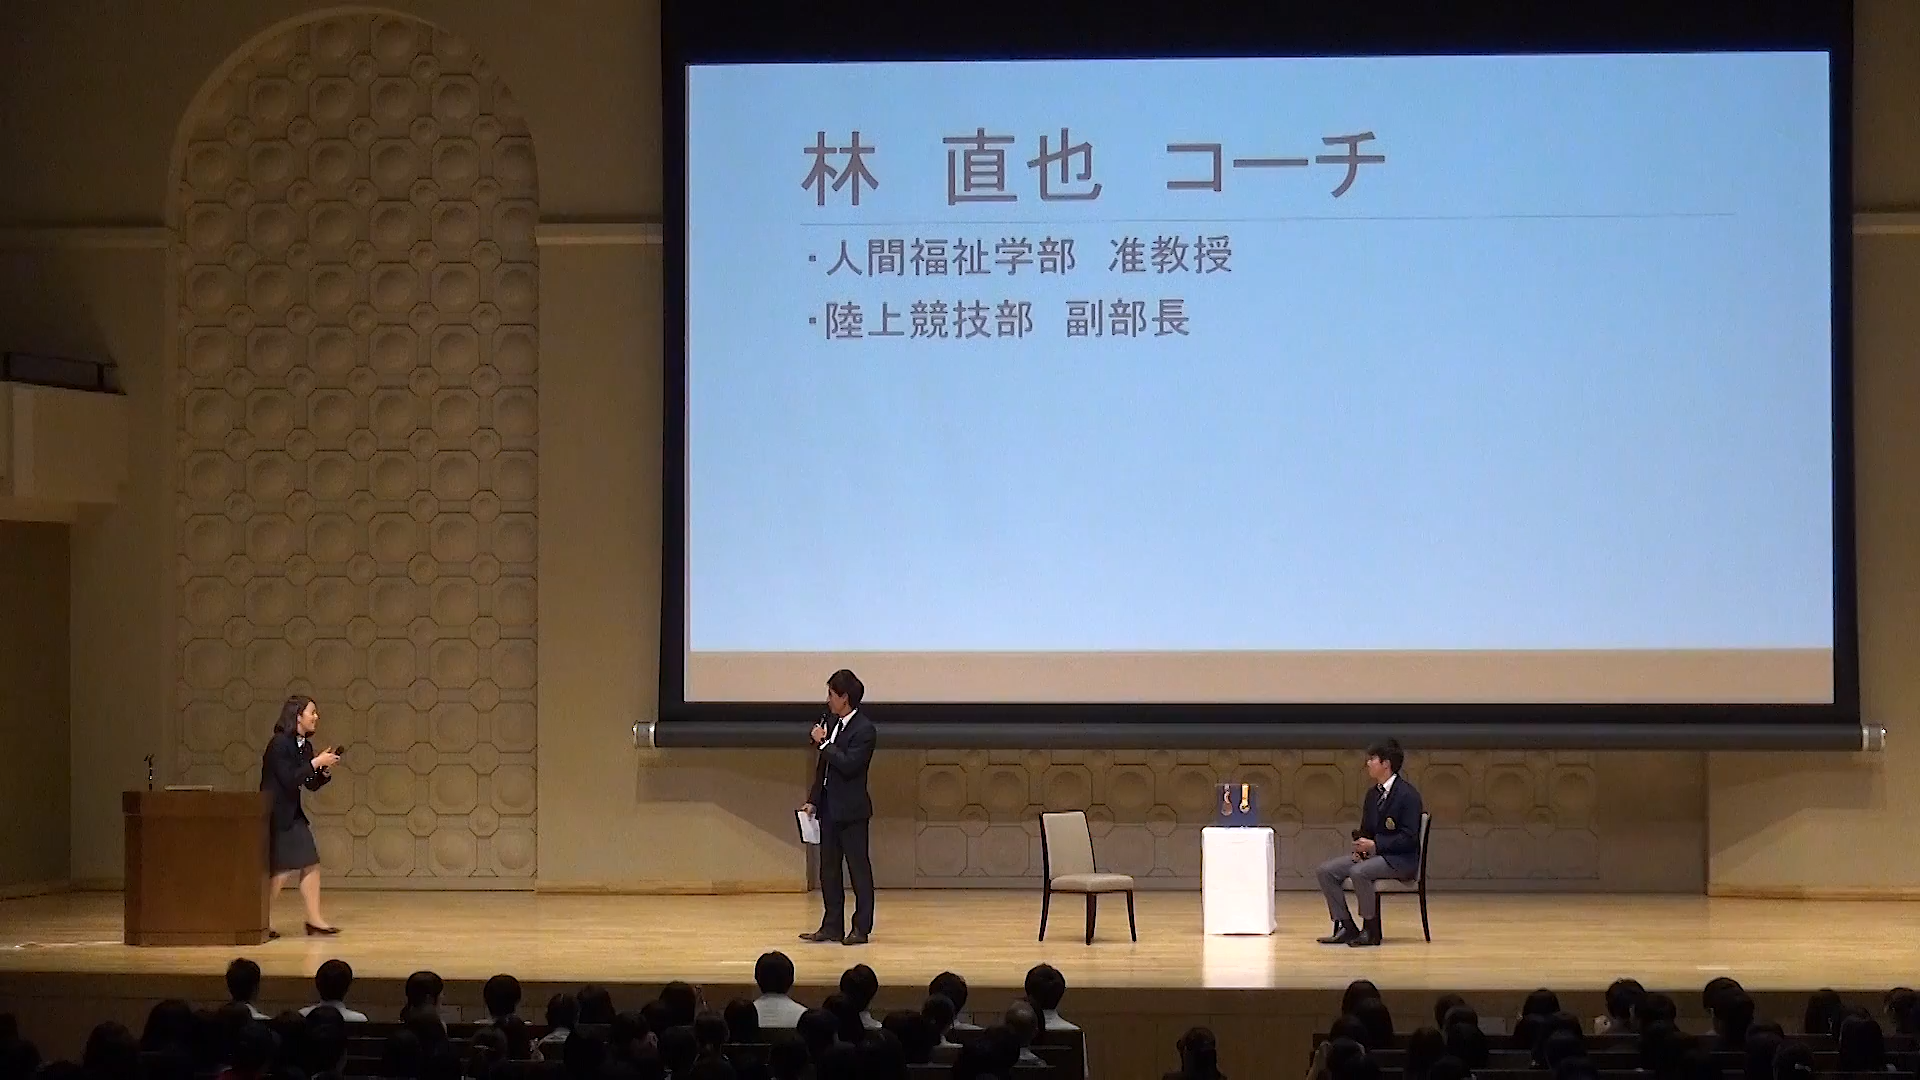 林　直也　コーチ
・人間福祉学部　准教授
・陸上競技部　副部長